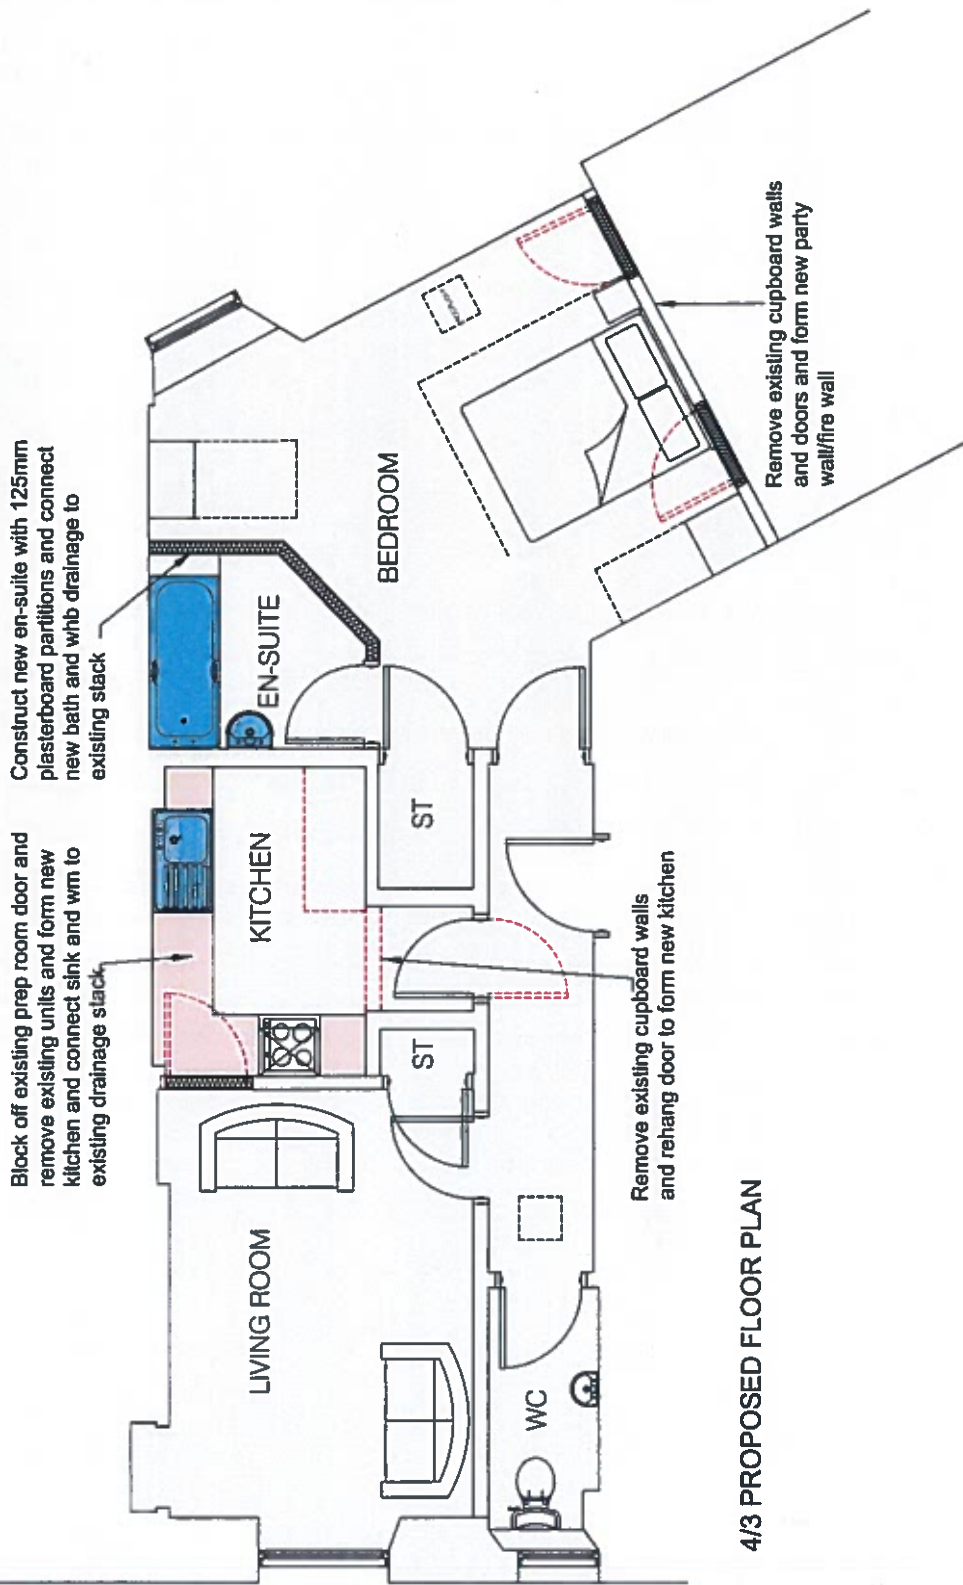 Block off existing prep room door and
remove existing units and form new
kitchen and connect sink and wm to
existing drainage stack
Construct new en-suite with 125mm
plasterboard partitions and connect
new bath and whb drainage to
existing stack
LIVING ROOM
KITCHEN
EN-SUITE
BEDROOM
ST
ST
WC
Remove existing cupboard walls
and rehang door to form new kitchen
Remove existing cupboard walls
and doors and form new party
wall/fire wall
4/3 PROPOSED FLOOR PLAN